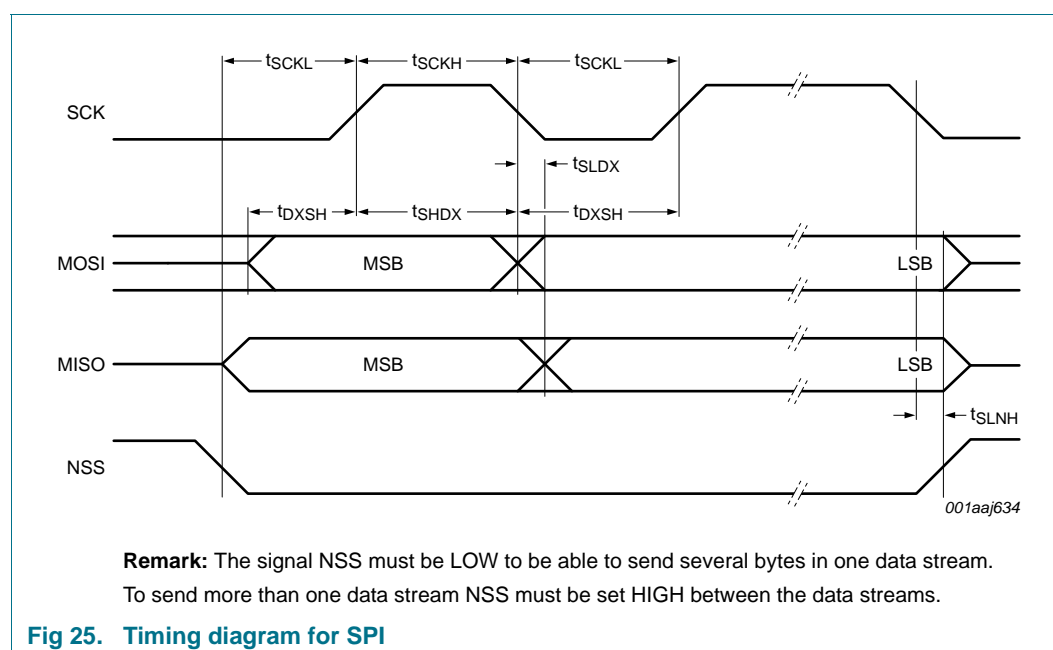 tSCKL tSCKH tSCKL
SCK
tSLDX
tDXSH tSHDX tDXSH
MOSI MSB LSB
MISO MSB LSB
tSLNH
NSS
001aaj634
Remark: The signal NSS must be LOW to be able to send several bytes in one data stream.
To send more than one data stream NSS must be set HIGH between the data streams.
Fig 25. Timing diagram for SPI